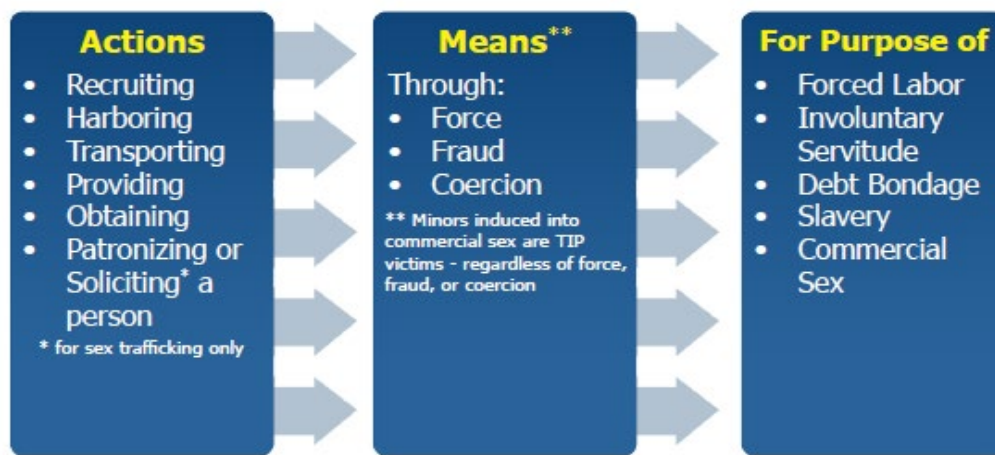 Actions
• Recruiting
• Harboring
• Transporting
• Providing
• Obtaining
• Patronizing or
Soliciting* a
person
* for sex trafficking only
Means**
Through:
• Force
• Fraud
• Coercion
** Minors induced into
commercial sex are TIP
victims - regardless of force,
fraud, or coercion
For Purpose of
• Forced Labor
• Involuntary
Servitude
• Debt Bondage
• Slavery
• Commercial
Sex